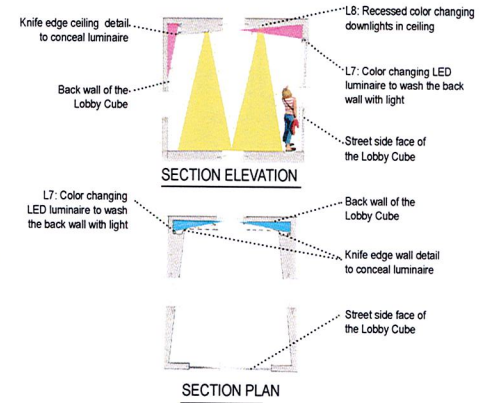 Knife edge ceiling detail
to conceal luminaire
Back wall of the
Lobby Cube
L8: Recessed color changing
downlights in ceiling
L7: Color changing LED
luminaire to wash the back
wall with light
Street side face of
the Lobby Cube
SECTION ELEVATION
L7: Color changing
LED luminaire to wash
the back wall with light
Back wall of the
Lobby Cube
Knife edge wall detail
to conceal luminaire
Street side face of
the Lobby Cube
SECTION PLAN